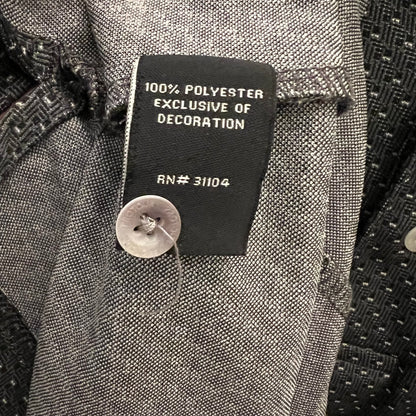 100% POLYESTER
EXCLUSIVE OF
DECORATION
RN# 31104